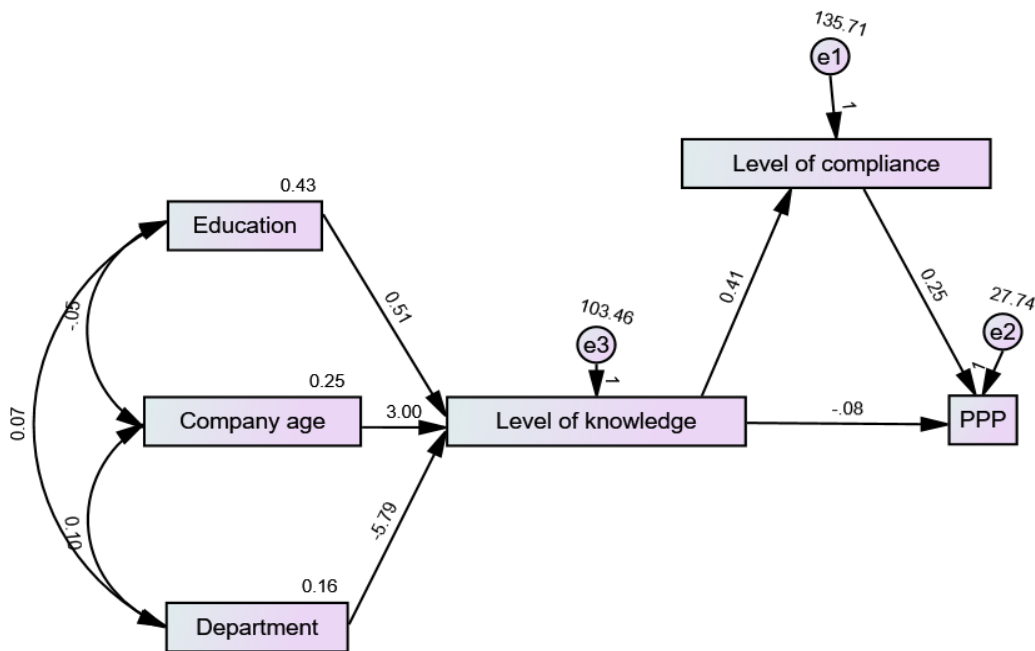 135.71
e1
1
Level of compliance
0.43
Education
0.51
-.05
0.41
0.25
103.46
e3
1
27.74
e2
1
0.25
Company age
3.00
Level of knowledge
-.08
PPP
0.07
0.10
-5.79
0.16
Department